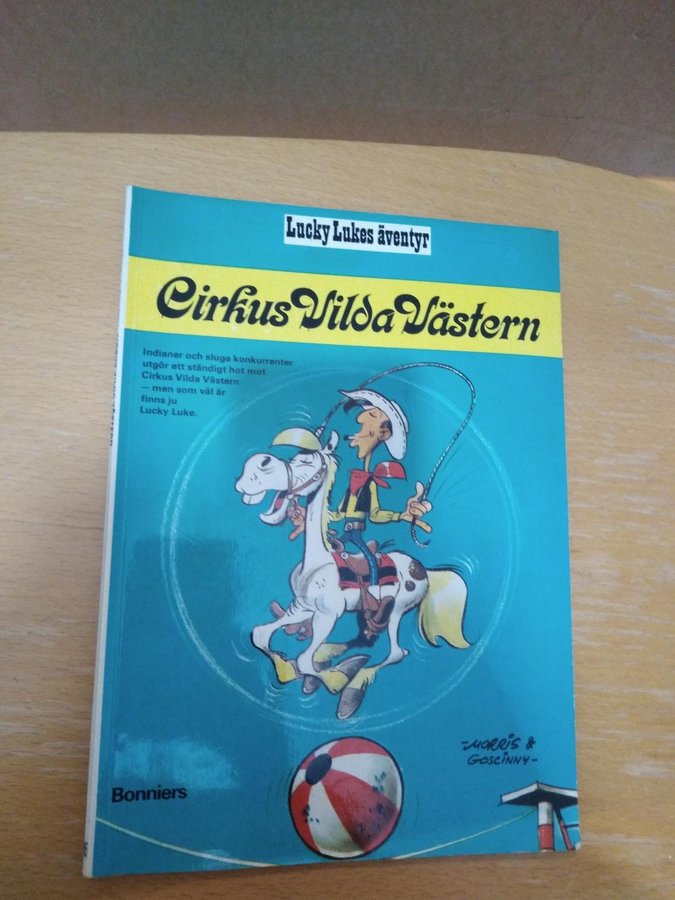 Lucky Lukes äventyr
Cirkus Vilda Västern
Indianer och sluga konkurrenter
utgör ett ständigt hot mot
Cirkus Vilda Västern
– men som väl är
finns ju
Lucky Luke.
-MORRIS &
GOSCINNY-
Bonniers